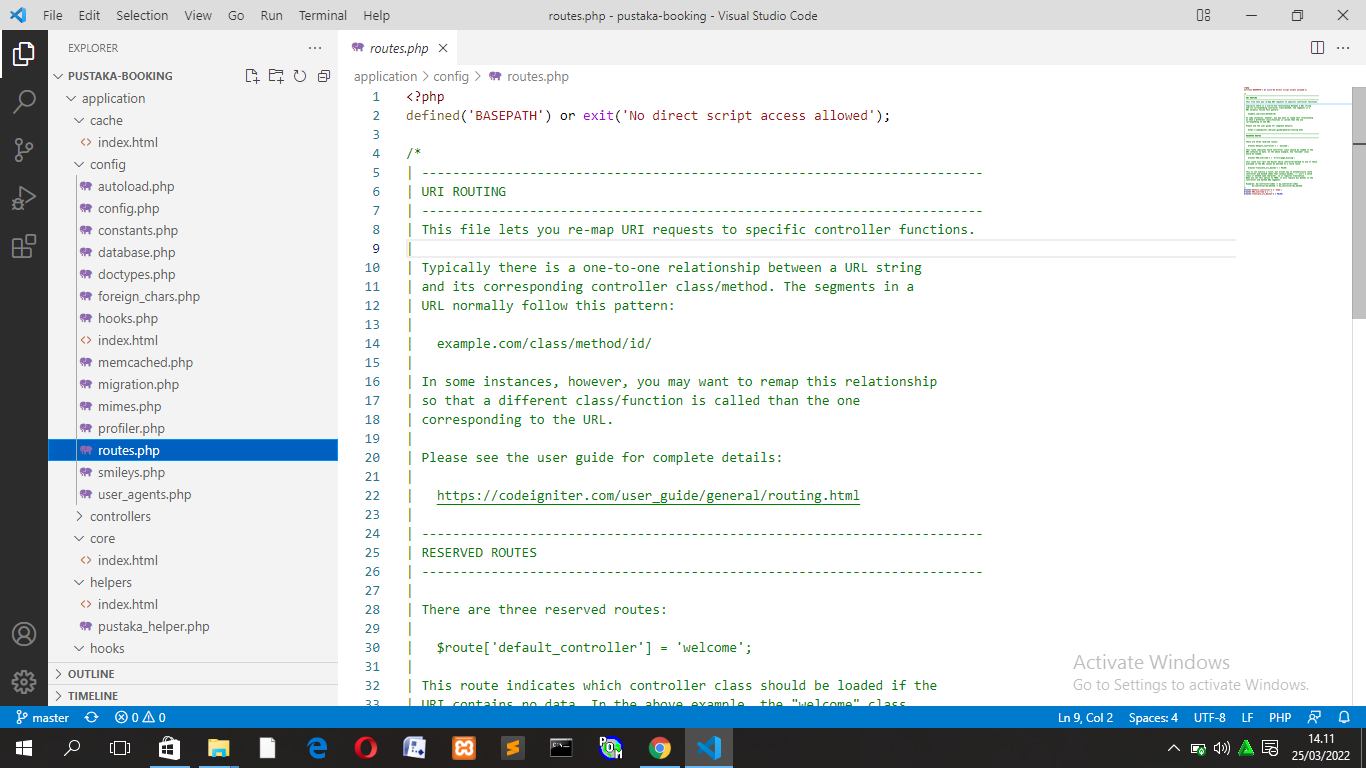 File Edit Selection View Go Run Terminal Help
routes.php - pustaka-booking - Visual Studio Code
EXPLORER
PUSTAKA-BOOKING
application
cache
index.html
config
autoload.php
config.php
constants.php
database.php
doctypes.php
foreign_chars.php
hooks.php
index.html
memcached.php
migration.php
mimes.php
profiler.php
routes.php
smileys.php
user_agents.php
controllers
core
index.html
helpers
index.html
pustaka_helper.php
hooks
OUTLINE
TIMELINE
routes.php
application > config > routes.php
1 <?php
2 defined('BASEPATH') or exit('No direct script access allowed');
3
4 /*
5 | -------------------------------------------------------------------------
6 | URI ROUTING
7 | -------------------------------------------------------------------------
8 | This file lets you re-map URI requests to specific controller functions.
9 |
10 | Typically there is a one-to-one relationship between a URL string
11 | and its corresponding controller class/method. The segments in a
12 | URL normally follow this pattern:
13 |
14 | example.com/class/method/id/
15 |
16 | In some instances, however, you may want to remap this relationship
17 | so that a different class/function is called than the one
18 | corresponding to the URL.
19 |
20 | Please see the user guide for complete details:
21 |
22 | https://codeigniter.com/user_guide/general/routing.html
23 |
24 | -------------------------------------------------------------------------
25 | RESERVED ROUTES
26 | -------------------------------------------------------------------------
27 |
28 | There are three reserved routes:
29 |
30 | $route['default_controller'] = 'welcome';
31 |
32 | This route indicates which controller class should be loaded if the
33 | URI contains no data. In the above example, the "welcome" class
Activate Windows
Go to Settings to activate Windows.
master 0 0
Ln 9, Col 2 Spaces: 4 UTF-8 LF PHP
14.11
25/03/2022